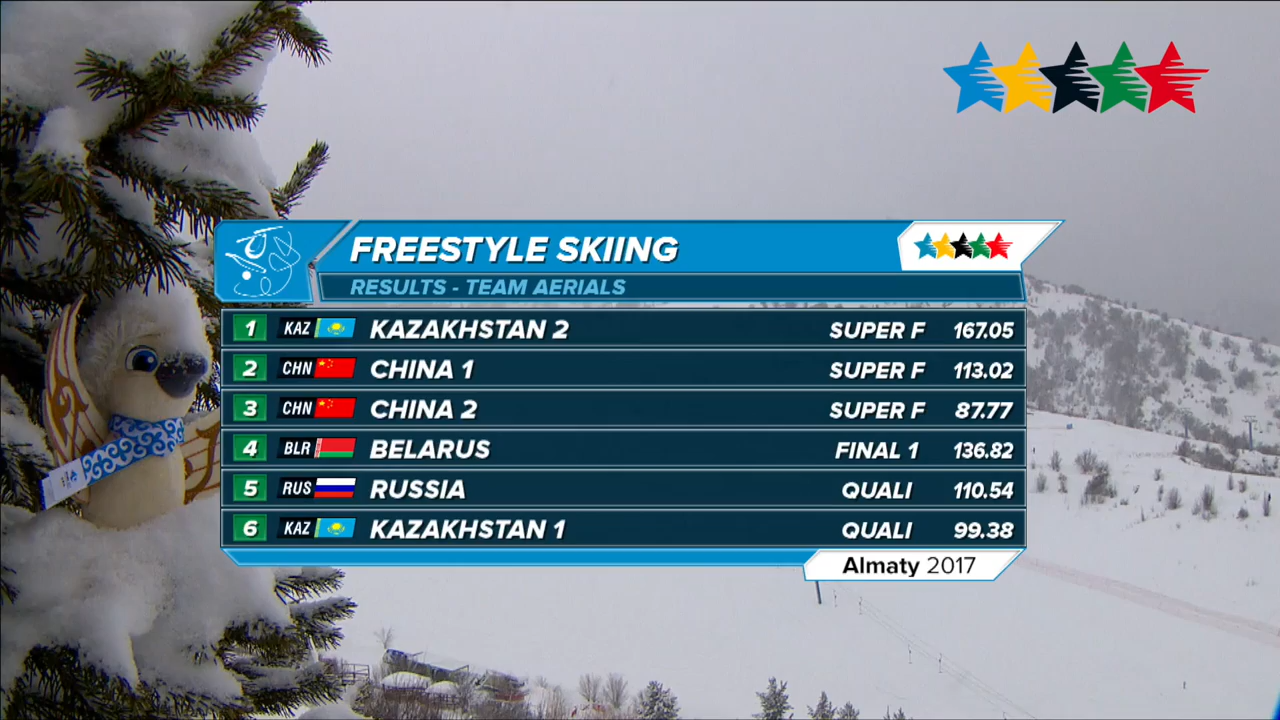 FREESTYLE SKIING
RESULTS - TEAM AERIALS
1 KAZ KAZAKHSTAN 2 SUPER F 167.05
2 CHN CHINA 1 SUPER F 113.02
3 CHN CHINA 2 SUPER F 87.77
4 BLR BELARUS FINAL 1 136.82
5 RUS RUSSIA QUALI 110.54
6 KAZ KAZAKHSTAN 1 QUALI 99.38
Almaty 2017